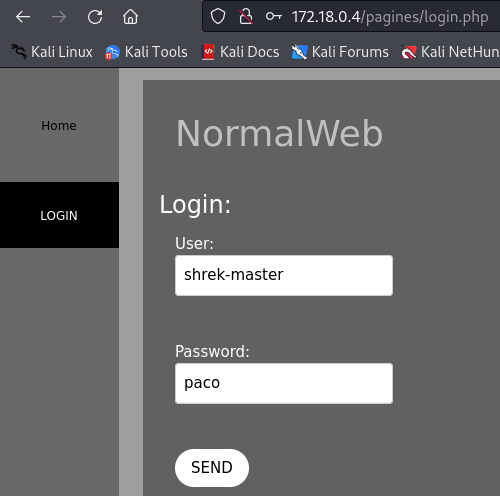 172.18.0.4/pagines/login.php
Kali Linux Kali Tools Kali Docs Kali Forums Kali NetHun
Home
NormalWeb
LOGIN
Login:
User:
shrek-master
Password:
paco
SEND